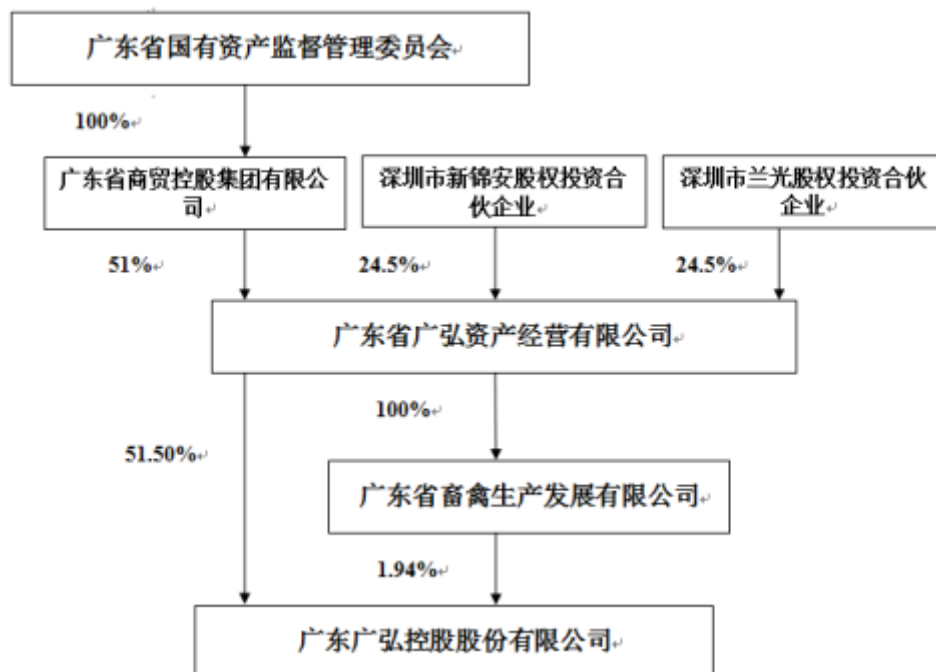 广东省国有资产监督管理委员会
100%
广东省商贸控股集团有限公
司
深圳市新锦安股权投资合
伙企业
深圳市兰光股权投资合伙
企业
51%
24.5%
24.5%
广东省广弘资产经营有限公司
100%
51.50%
广东省畜禽生产发展有限公司
1.94%
广东广弘控股股份有限公司